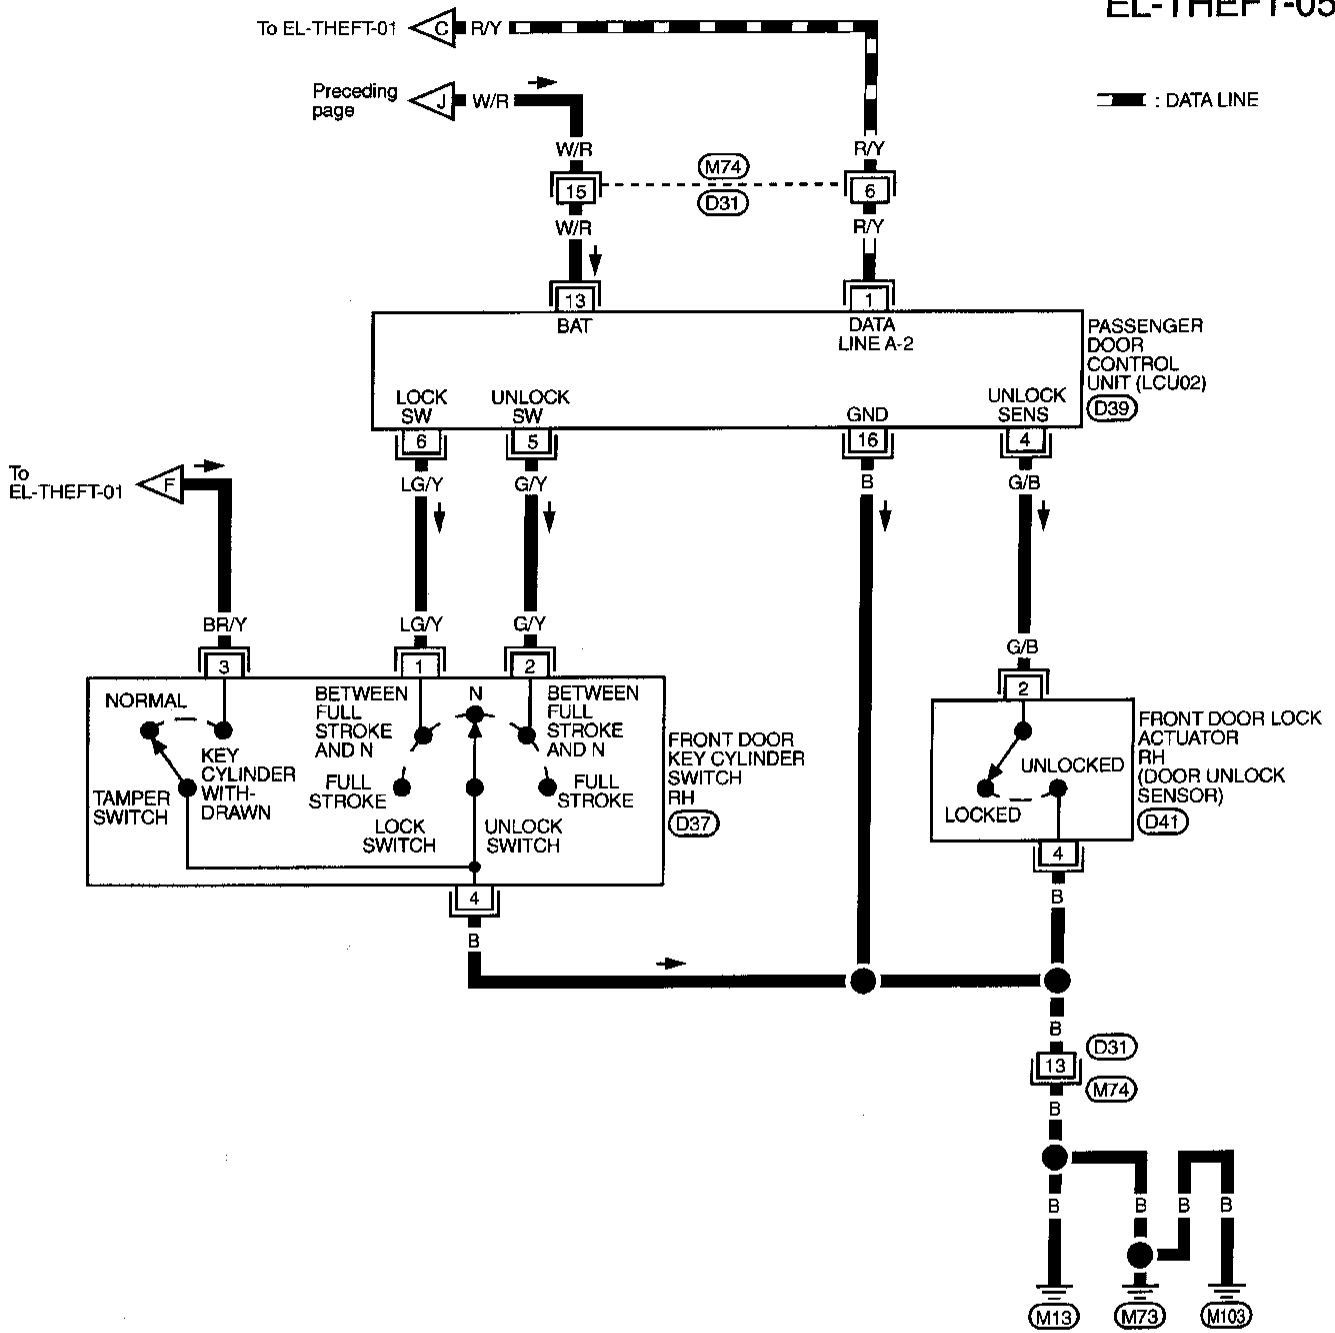 EL-THEFT-05
To EL-THEFT-01
C
R/Y
Preceding
page
J
W/R
: DATA LINE
W/R
R/Y
M74
15
6
D31
W/R
R/Y
13
1
BAT
DATA
LINE A-2
PASSENGER
DOOR
CONTROL
UNIT (LCU02)
D39
LOCK
SW
UNLOCK
SW
GND
UNLOCK
SENS
6
5
16
4
To
EL-THEFT-01
F
LG/Y
G/Y
B
G/B
BR/Y
LG/Y
G/Y
G/B
3
1
2
2
NORMAL
BETWEEN
FULL
STROKE
AND N
N
BETWEEN
FULL
STROKE
AND N
KEY
CYLINDER
WITH-
DRAWN
TAMPER
SWITCH
FULL
STROKE
FULL
STROKE
LOCK
SWITCH
UNLOCK
SWITCH
FRONT DOOR
KEY CYLINDER
SWITCH
RH
D37
UNLOCKED
LOCKED
FRONT DOOR LOCK
ACTUATOR
RH
(DOOR UNLOCK
SENSOR)
D41
4
4
B
B
B
D31
13
M74
B
B
B
B
B
M13
M73
M103